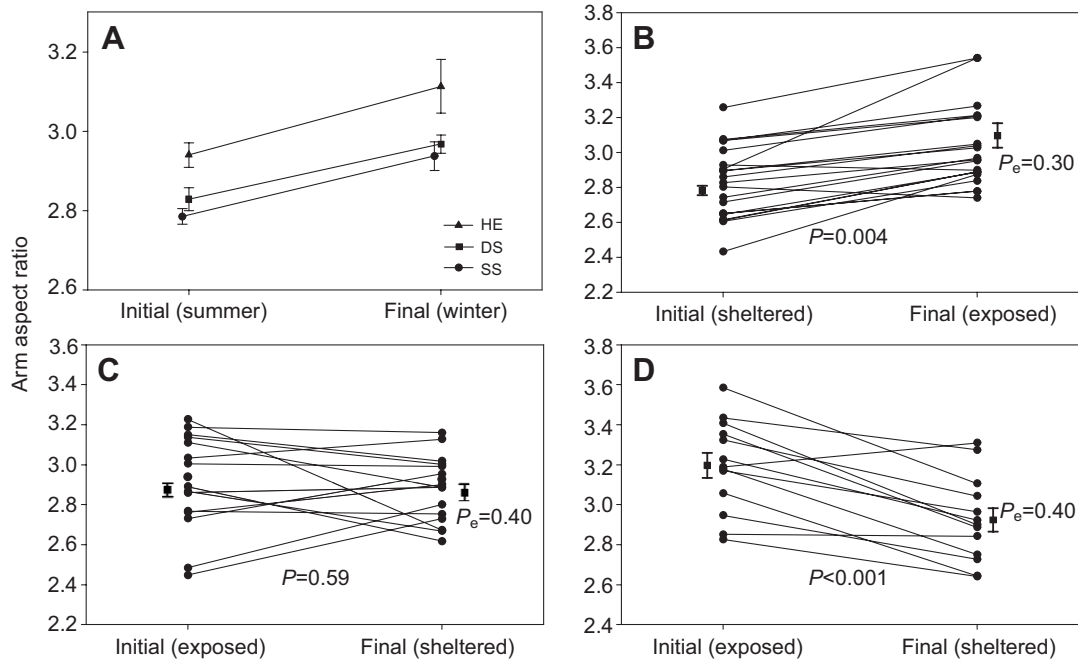 Arm aspect ratio
A
3.2
3.0
2.8
2.6
HE
DS
SS
Initial (summer) Final (winter)
B
3.8
3.6
3.4
3.2
3.0
2.8
2.6
2.4
2.2
Pe=0.30
P=0.004
Initial (sheltered) Final (exposed)
C
3.6
3.4
3.2
3.0
2.8
2.6
2.4
2.2
Pe=0.40
P=0.59
Initial (exposed) Final (sheltered)
D
3.8
3.6
3.4
3.2
3.0
2.8
2.6
2.4
Pe=0.40
P<0.001
Initial (exposed) Final (sheltered)